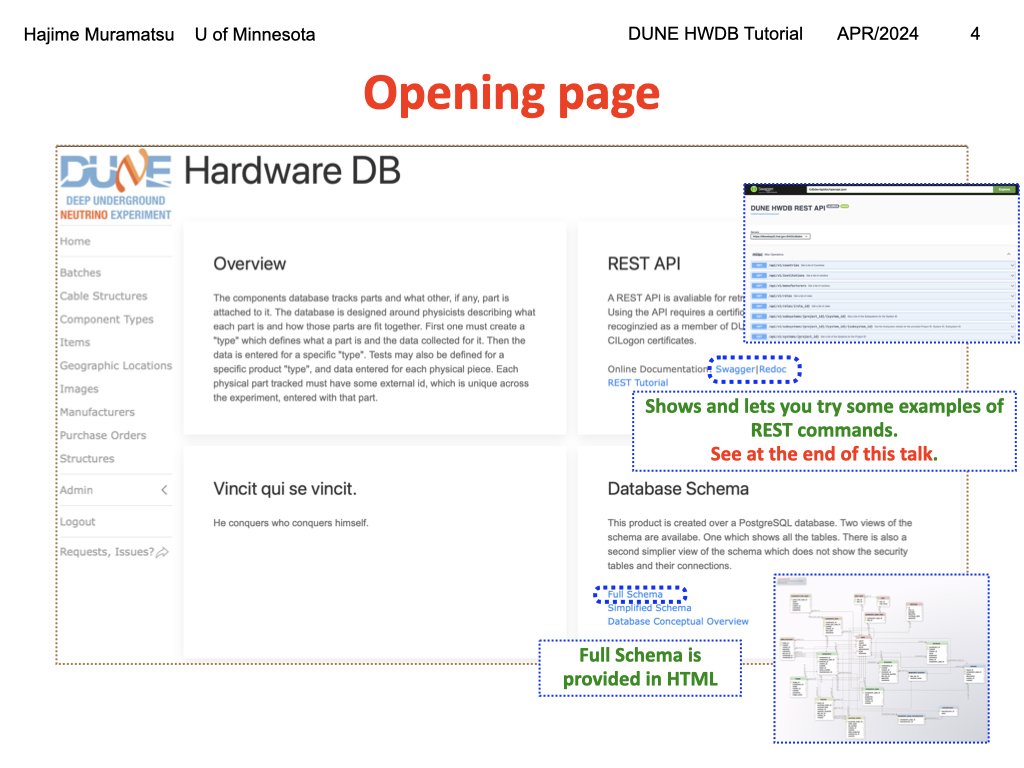 Hajime Muramatsu U of Minnesota
DUNE HWDB Tutorial APR/2024 4
Opening page
DUNE
DEEP UNDERGROUND
NEUTRINO EXPERIMENT
Hardware DB
Home
Batches
Cable Structures
Component Types
Items
Geographic Locations
Images
Manufacturers
Purchase Orders
Structures
Admin
Logout
Requests, Issues?
Overview
The components database tracks parts and what other, if any, part is
attached to it. The database is designed around physicists describing what
each part is and how those parts are fit together. First one must create a
"type" which defines what a part is and the data collected for it. Then the
data is entered for a specific "type". Tests may also be defined for a
specific product "type", and data entered for each physical piece. Each
physical part tracked must have some external id, which is unique across
the experiment, entered with that part.
REST API
A REST API is available for retr
Using the API requires a certific
recoginzied as a member of DU
CILogon certificates.
Online Documentation: Swagger|Redoc
REST Tutorial
DUNE HWDB REST API
Shows and lets you try some examples of
REST commands.
See at the end of this talk.
Vincit qui se vincit.
He conquers who conquers himself.
Database Schema
This product is created over a PostgreSQL database. Two views of the
schema are availabe. One which shows all the tables. There is also a
second simplier view of the schema which does not show the security
tables and their connections.
Full Schema
Simplified Schema
Database Conceptual Overview
Full Schema is
provided in HTML